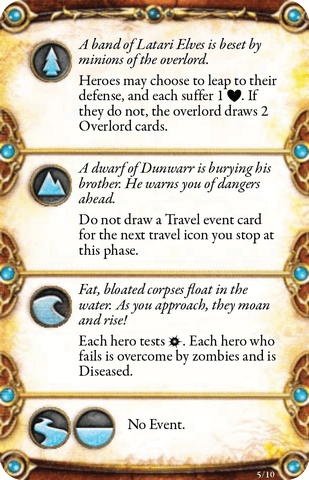 A band of Latari Elves is beset by
minions of the overlord.
Heroes may choose to leap to their
defense, and each suffer 1 ♥. If
they do not, the overlord draws 2
Overlord cards.
A dwarf of Dunwarr is burying his
brother. He warns you of dangers
ahead.
Do not draw a Travel event card
for the next travel icon you stop at
this phase.
Fat, bloated corpses float in the
water. As you approach, they moan
and rise!
Each hero tests . Each hero who
fails is overcome by zombies and is
Diseased.
No Event.
5/10